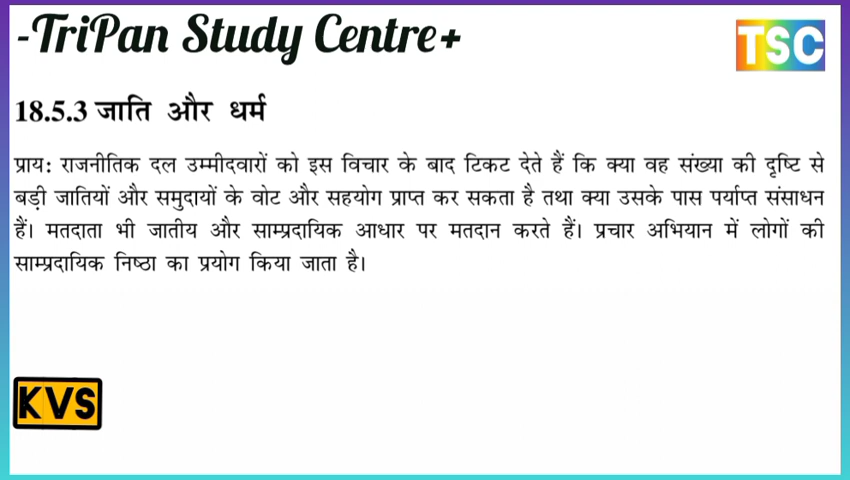 -TriPan Study Centre+
TSC
18.5.3 जाति और धर्म
प्राय: राजनीतिक दल उम्मीदवारों को इस विचार के बाद टिकट देते हैं कि क्या वह संख्या की दृष्टि से
बड़ी जातियों और समुदायों के वोट और सहयोग प्राप्त कर सकता है तथा क्या उसके पास पर्याप्त संसाधन
हैं। मतदाता भी जातीय और साम्प्रदायिक आधार पर मतदान करते हैं। प्रचार अभियान में लोगों की
साम्प्रदायिक निष्ठा का प्रयोग किया जाता है।
KVS